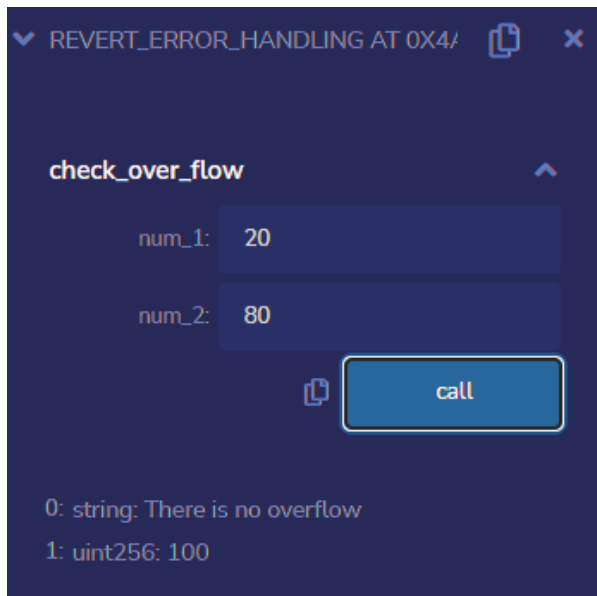 REVERT_ERROR_HANDLING AT 0X4
check_over_flow
num_1: 20
num_2: 80
call
0: string: There is no overflow
1: uint256: 100